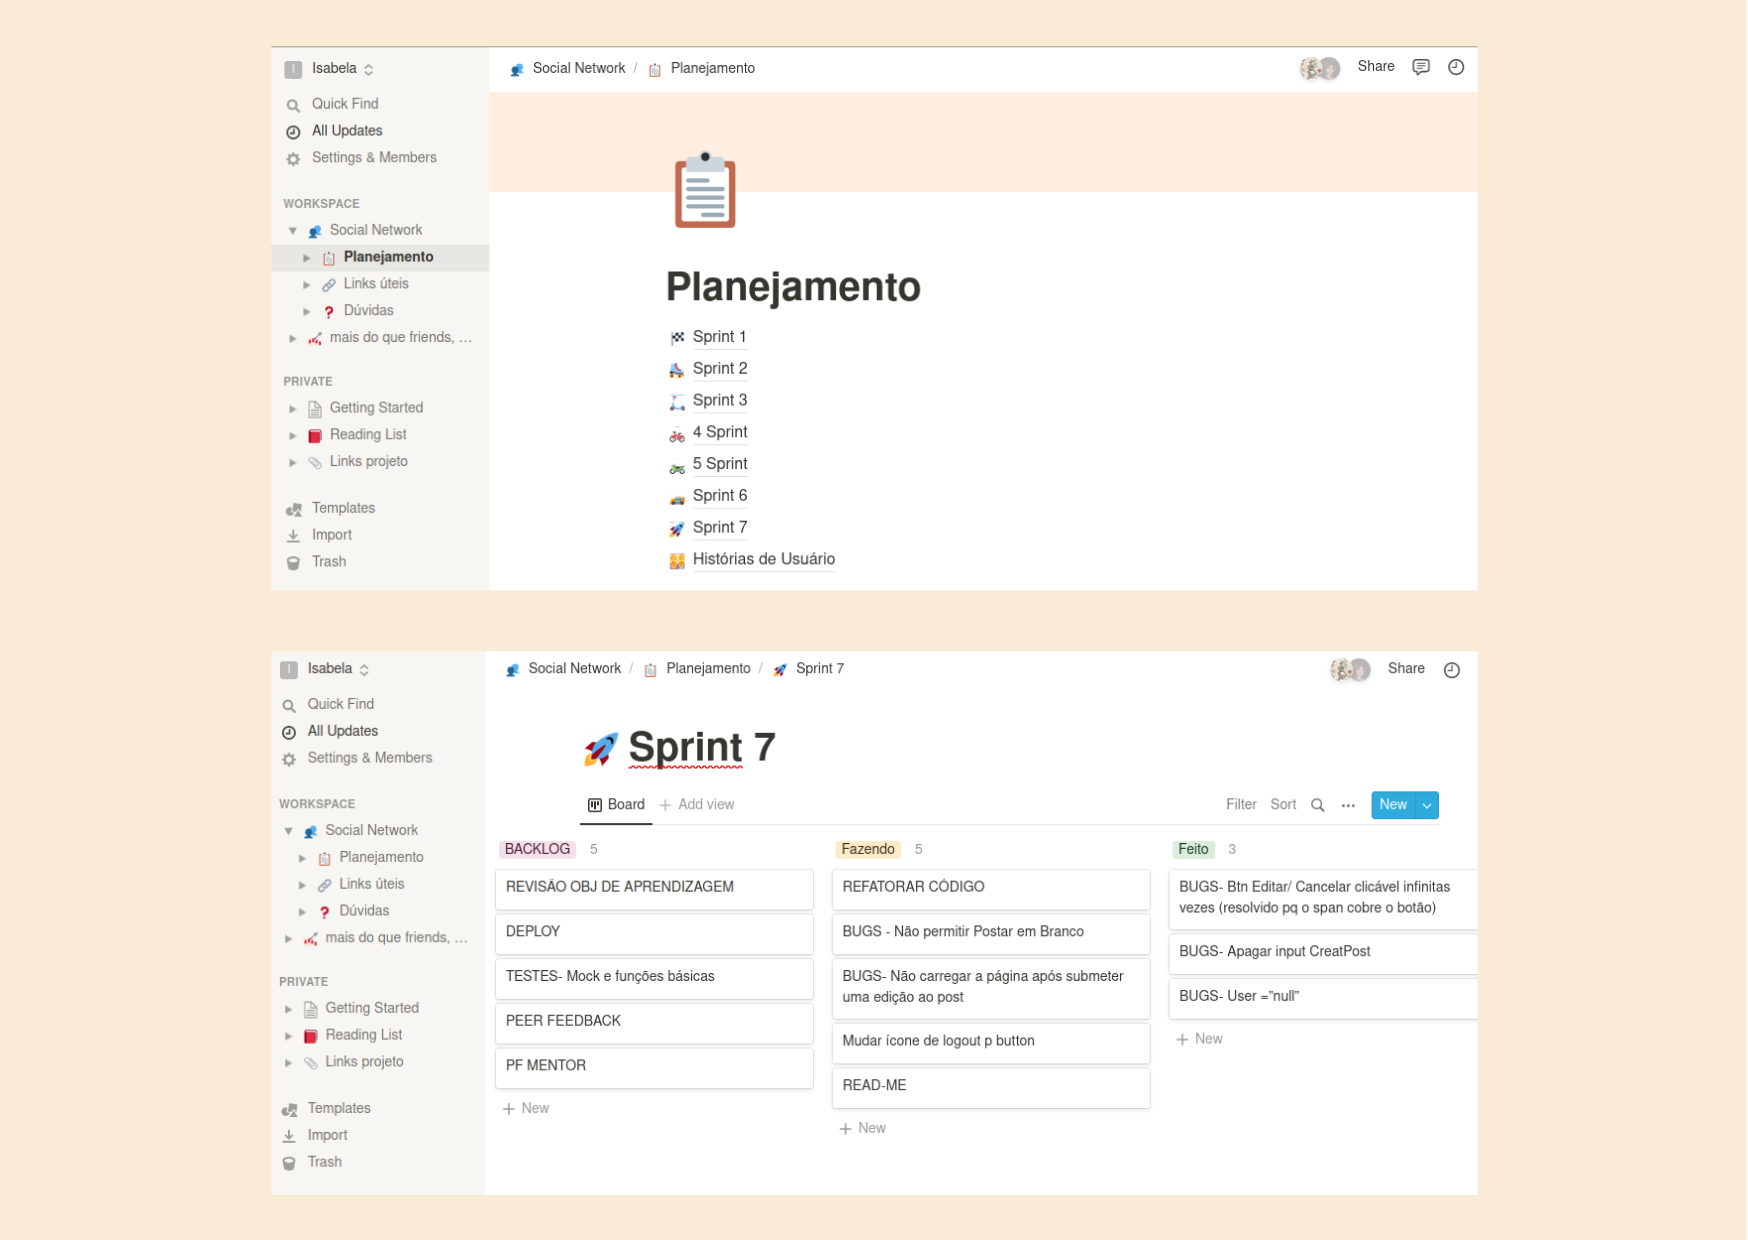 I Isabela
Social Network / Planejamento
Share
Quick Find
All Updates
Settings & Members
WORKSPACE
Social Network
Planejamento
Links úteis
Dúvidas
mais do que friends, ...
PRIVATE
Getting Started
Reading List
Links projeto
Templates
Import
Trash
Planejamento
Sprint 1
Sprint 2
Sprint 3
4 Sprint
5 Sprint
Sprint 6
Sprint 7
Histórias de Usuário
I Isabela
Social Network / Planejamento / Sprint 7
Share
Quick Find
All Updates
Settings & Members
WORKSPACE
Social Network
Planejamento
Links úteis
Dúvidas
mais do que friends, ...
PRIVATE
Getting Started
Reading List
Links projeto
Templates
Import
Trash
Sprint 7
Board + Add view
Filter Sort ... New
BACKLOG 5
REVISÃO OBJ DE APRENDIZAGEM
DEPLOY
TESTES- Mock e funções básicas
PEER FEEDBACK
PF MENTOR
+ New
Fazendo 5
REFATORAR CÓDIGO
BUGS - Não permitir Postar em Branco
BUGS- Não carregar a página após submeter
uma edição ao post
Mudar ícone de logout p button
READ-ME
+ New
Feito 3
BUGS- Btn Editar/ Cancelar clicável infinitas
vezes (resolvido pq o span cobre o botão)
BUGS- Apagar input CreatPost
BUGS- User ="null"
+ New